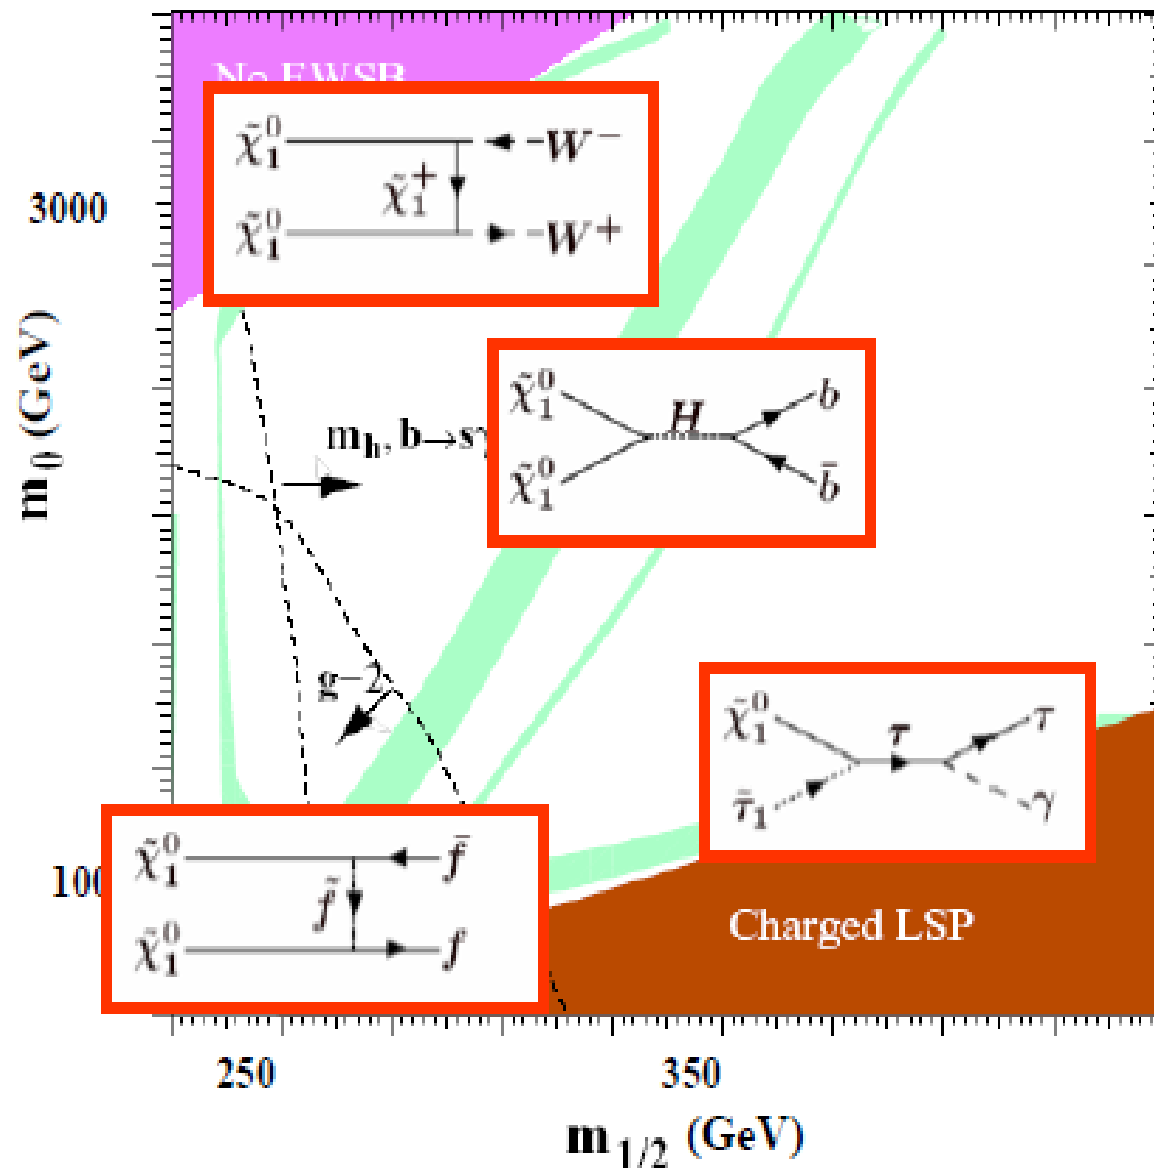 No EWSB
χ̃⁰₁ W⁻
χ̃⁺₁
χ̃⁰₁ W⁺
3000
m₀ (GeV)
χ̃⁰₁ H b
χ̃⁰₁ b̄
m_h, b→sγ
g−2
χ̃⁰₁ τ τ
τ̄₁ γ
100
χ̃⁰₁ f̄
f̃
χ̃⁰₁ f
Charged LSP
250 350
m₁/₂ (GeV)